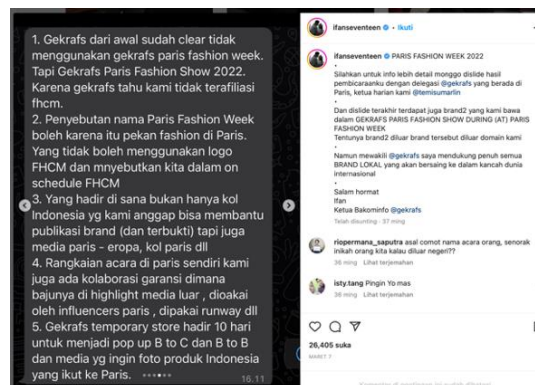 1. Gekrafs dari awal sudah clear tidak
menggunakan gekrafs paris fashion week.
Tapi Gekrafs Paris Fashion Show 2022.
Karena gekrafs tahu kami tidak terafiliasi
fhcm.
2. Penyebutan nama Paris Fashion Week
boleh karena itu pekan fashion di Paris.
Yang tidak boleh menggunakan logo
FHCM dan mnyebutkan kita dalam on
schedule FHCM
3. Yang hadir di sana bukan hanya kol
Indonesia yg kami anggap bisa membantu
publikasi brand (dan terbukti) tapi juga
media paris - eropa, kol paris dll
4. Rangkaian acara di paris sendiri kami
juga ada kolaborasi garansi dimana
bajunya di highlight media luar , dioakai
oleh influencers paris , dipakai runway dll
5. Gekrafs temporary store hadir 10 hari
untuk menjadi pop up B to C dan B to B
dan media yg ingin foto produk Indonesia
yang ikut ke Paris.
16.11
ifanseventeen • Ikuti
ifanseventeen PARIS FASHION WEEK 2022
Silahkan untuk info lebih detail monggo dislide hasil
pembicaraanku dengan delegasi @gekrafs yang berada di
Paris, ketua harian kami @temisumarlin
Dan dislide terakhir terdapat juga brand2 yang kami bawa
dalam GEKRAFS PARIS FASHION SHOW DURING (AT) PARIS
FASHION WEEK
Tentunya brand2 diluar brand tersebut diluar domain kami
Namun mewakili @gekrafs saya mendukung penuh semua
BRAND LOKAL yang akan bersaing ke dalam kancah dunia
internasional
Salam hormat
Ifan
Ketua Bakominfo @gekrafs
Telah disunting · 37 ming
riopermana_saputra asal comot nama acara orang, senorak
inikah orang kita kalau diluar negeri??
36 ming Lihat terjemahan
isty.tang Pingin Yo mas
36 ming Lihat terjemahan
26,405 suka
MARET 7